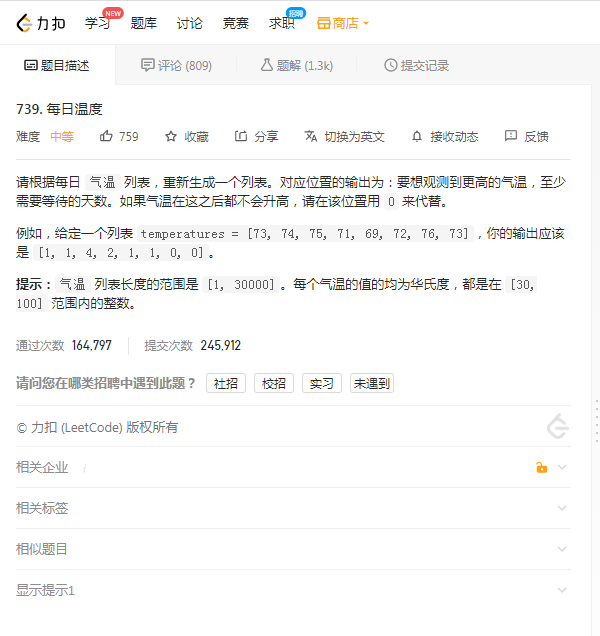 力扣 学习 NEW 题库 讨论 竞赛 求职 招聘 商店
题目描述 评论 (809) 题解 (1.3k) 提交记录
739. 每日温度
难度 中等 759 收藏 分享 切换为英文 接收动态 反馈
请根据每日 气温 列表，重新生成一个列表。对应位置的输出为：要想观测到更高的气温，至少
需要等待的天数。如果气温在这之后都不会升高，请在该位置用 0 来代替。
例如，给定一个列表 temperatures = [73, 74, 75, 71, 69, 72, 76, 73]，你的输出应该
是 [1, 1, 4, 2, 1, 1, 0, 0]。
提示：气温 列表长度的范围是 [1, 30000]。每个气温的值的均为华氏度，都是在 [30,
100] 范围内的整数。
通过次数 164,797 提交次数 245,912
请问您在哪类招聘中遇到此题？ 社招 校招 实习 未遇到
© 力扣 (LeetCode) 版权所有
相关企业 i
相关标签
相似题目
显示提示1